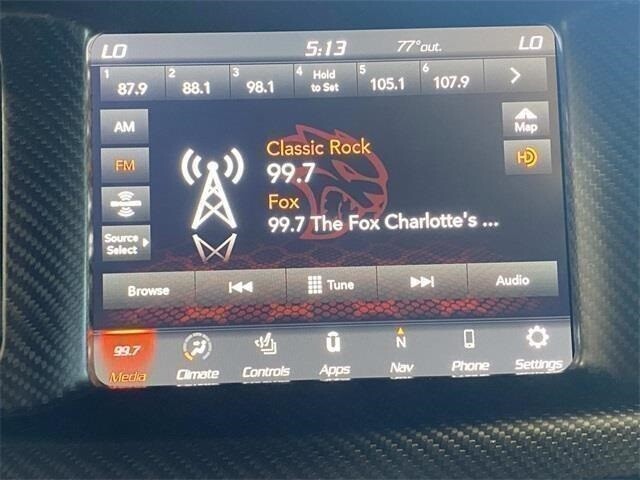 LO 5:13 77°out. LO
1 87.9 2 88.1 3 98.1 4 Hold to Set 5 105.1 6 107.9
AM
FM
Source Select
Classic Rock
99.7
Fox
99.7 The Fox Charlotte's ...
Map
HD
Browse Tune Audio
99.7 N
Media Climate Controls Apps Nav Phone Settings